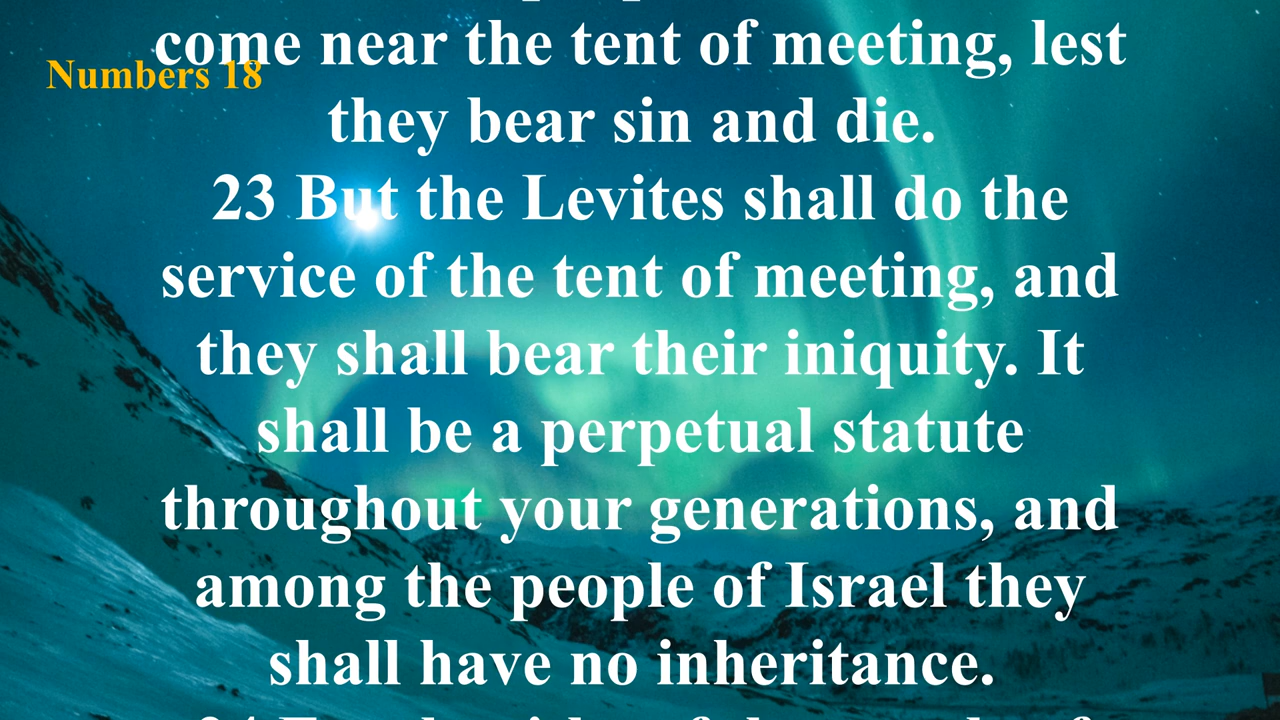 come near the tent of meeting, lest
Numbers 18
they bear sin and die.
23 But the Levites shall do the
service of the tent of meeting, and
they shall bear their iniquity. It
shall be a perpetual statute
throughout your generations, and
among the people of Israel they
shall have no inheritance.